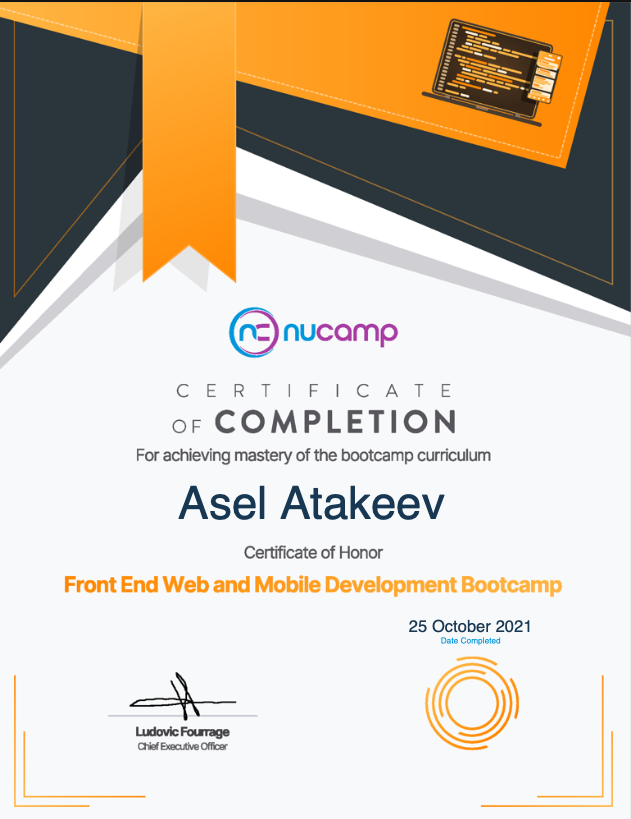 nc nucamp
CERTIFICATE
OF COMPLETION
For achieving mastery of the bootcamp curriculum
Asel Atakeev
Certificate of Honor
Front End Web and Mobile Development Bootcamp
25 October 2021
Date Completed
Ludovic Fourrage
Chief Executive Officer